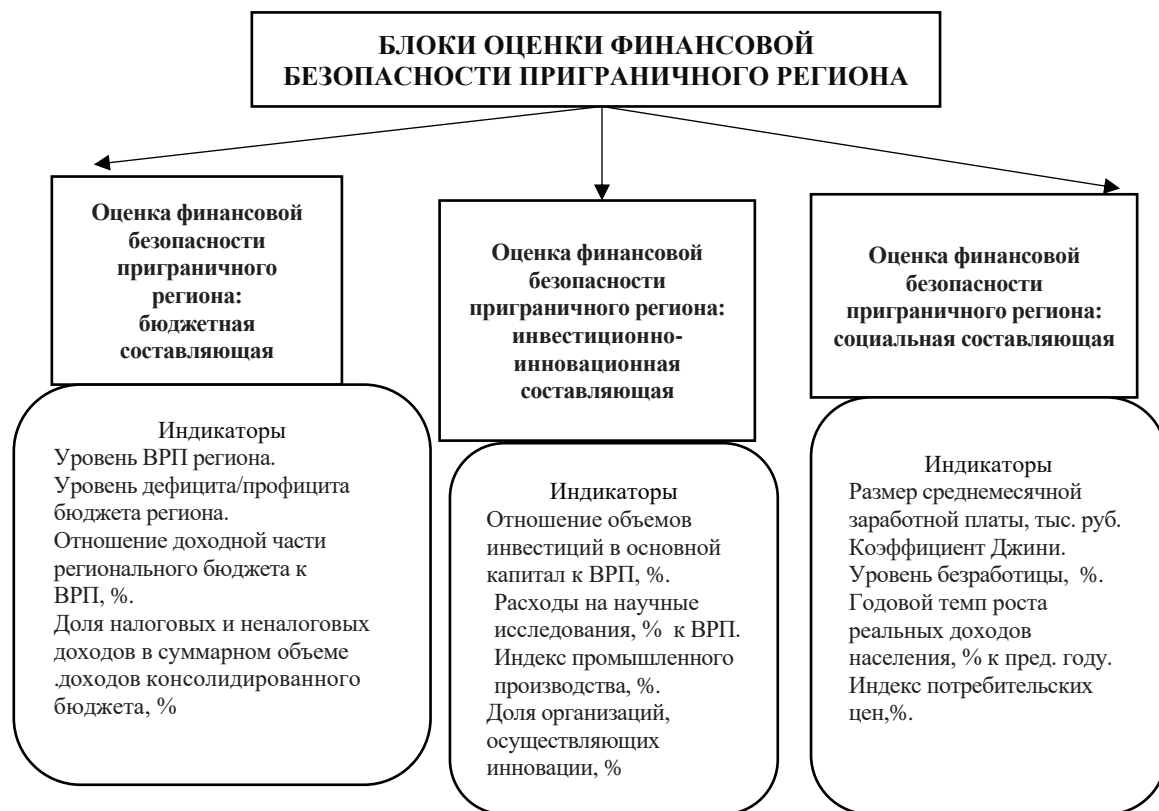 БЛОКИ ОЦЕНКИ ФИНАНСОВОЙ
БЕЗОПАСНОСТИ ПРИГРАНИЧНОГО РЕГИОНА
Оценка финансовой
безопасности
приграничного
региона:
бюджетная
составляющая
Индикаторы
Уровень ВРП региона.
Уровень дефицита/профицита
бюджета региона.
Отношение доходной части
регионального бюджета к
ВРП, %.
Доля налоговых и неналоговых
доходов в суммарном объеме
.доходов консолидированного
бюджета, %
Оценка финансовой
безопасности
приграничного региона:
инвестиционно-
инновационная
составляющая
Индикаторы
Отношение объемов
инвестиций в основной
капитал к ВРП, %.
Расходы на научные
исследования, % к ВРП.
Индекс промышленного
производства, %.
Доля организаций,
осуществляющих
инновации, %
Оценка финансовой
безопасности
приграничного региона:
социальная составляющая
Индикаторы
Размер среднемесячной
заработной платы, тыс. руб.
Коэффициент Джини.
Уровень безработицы, %.
Годовой темп роста
реальных доходов
населения, % к пред. году.
Индекс потребительских
цен,%.